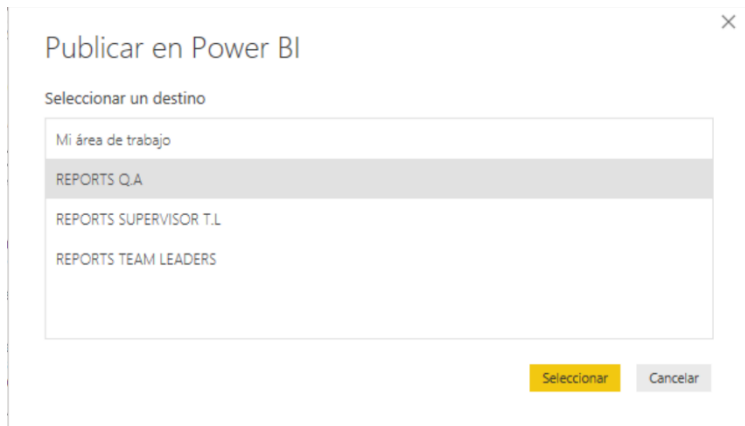 Publicar en Power BI
Seleccionar un destino
Mi área de trabajo
REPORTS Q.A
REPORTS SUPERVISOR T.L
REPORTS TEAM LEADERS
Seleccionar Cancelar